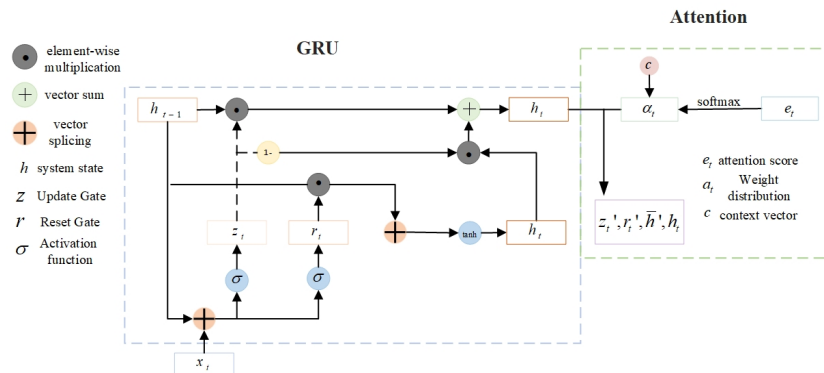 Attention
GRU
element-wise
multiplication
vector sum
vector
splicing
h system state
z Update Gate
r Reset Gate
σ Activation
function
h t−1
h t
1-
z t
r t
tanh
h t
σ
σ
x t
c
α t
softmax
e t
z t ', r t ', h̅ ', h t
e t attention score
a t Weight
distribution
c context vector